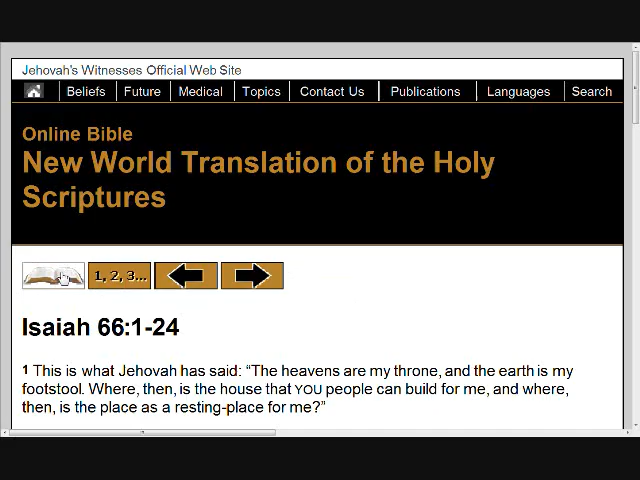 Jehovah's Witnesses Official Web Site
Beliefs Future Medical Topics Contact Us Publications Languages Search
Online Bible
New World Translation of the Holy
Scriptures
1, 2, 3...
Isaiah 66:1-24
1 This is what Jehovah has said: “The heavens are my throne, and the earth is my
footstool. Where, then, is the house that YOU people can build for me, and where,
then, is the place as a resting-place for me?”